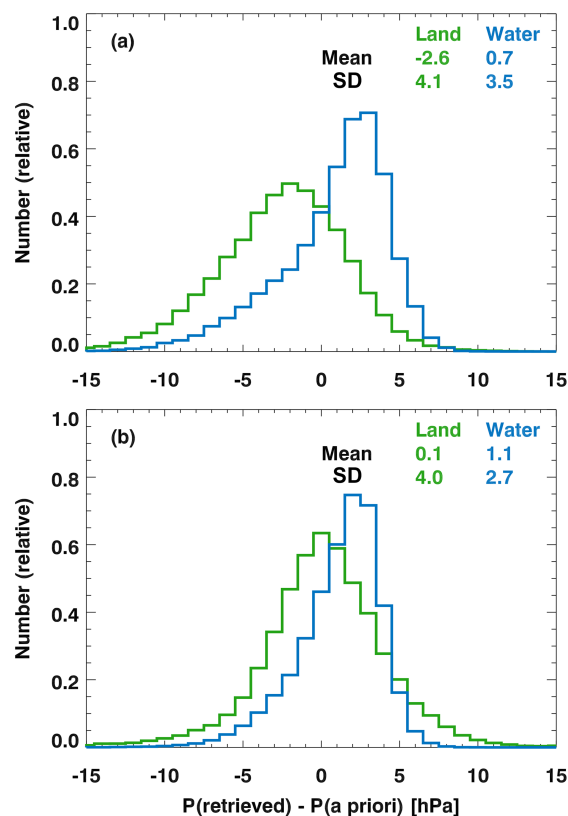 1.0
(a)
Land Water
Mean -2.6 0.7
SD 4.1 3.5
0.8
0.6
0.4
0.2
0.0
Number (relative)
-15 -10 -5 0 5 10 15
1.0
(b)
Land Water
Mean 0.1 1.1
SD 4.0 2.7
0.8
0.6
0.4
0.2
0.0
Number (relative)
-15 -10 -5 0 5 10 15
P(retrieved) - P(a priori) [hPa]